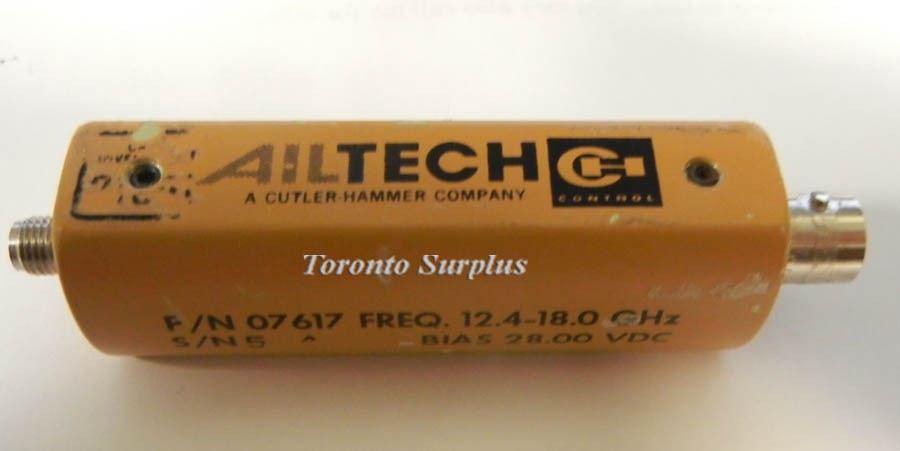 AILTECH
A CUTLER-HAMMER COMPANY
CH
CONTROL
Toronto Surplus
P/N 07617 FREQ. 12.4-18.0 GHz
S/N 5 BIAS 28.00 VDC